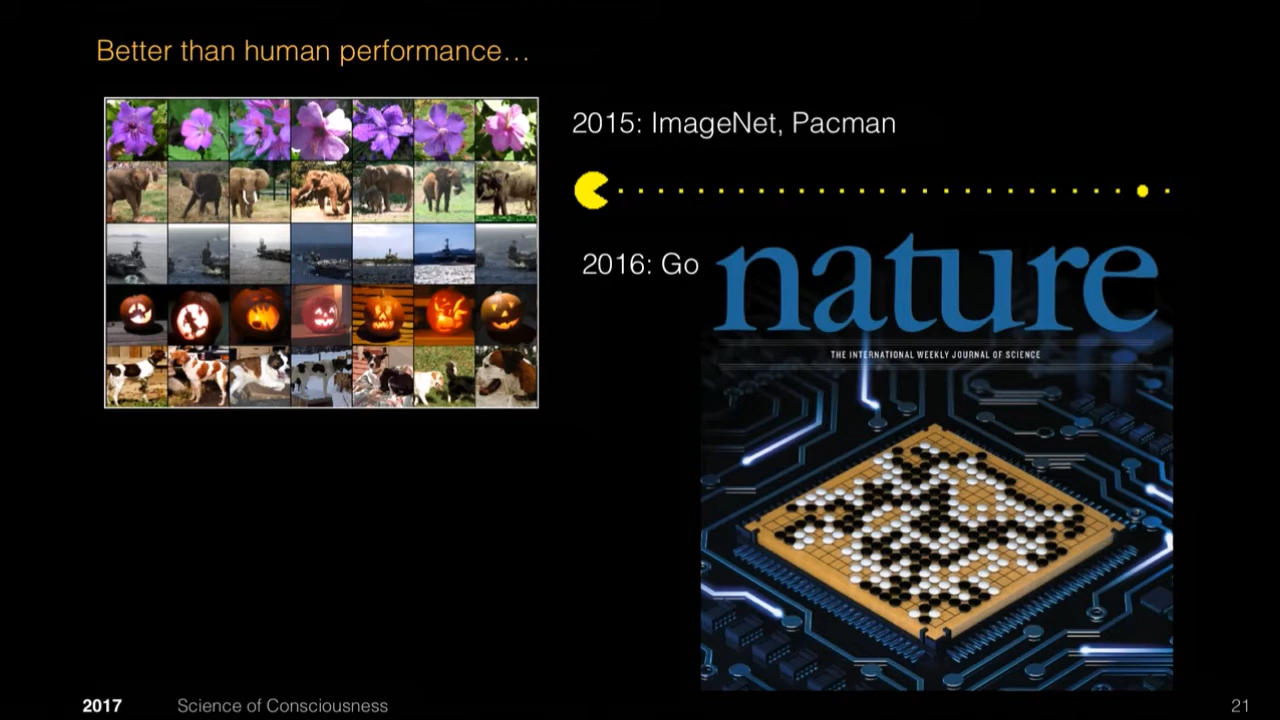 Better than human performance…
2015: ImageNet, Pacman
2016: Go
nature
THE INTERNATIONAL WEEKLY JOURNAL OF SCIENCE
2017 Science of Consciousness 21